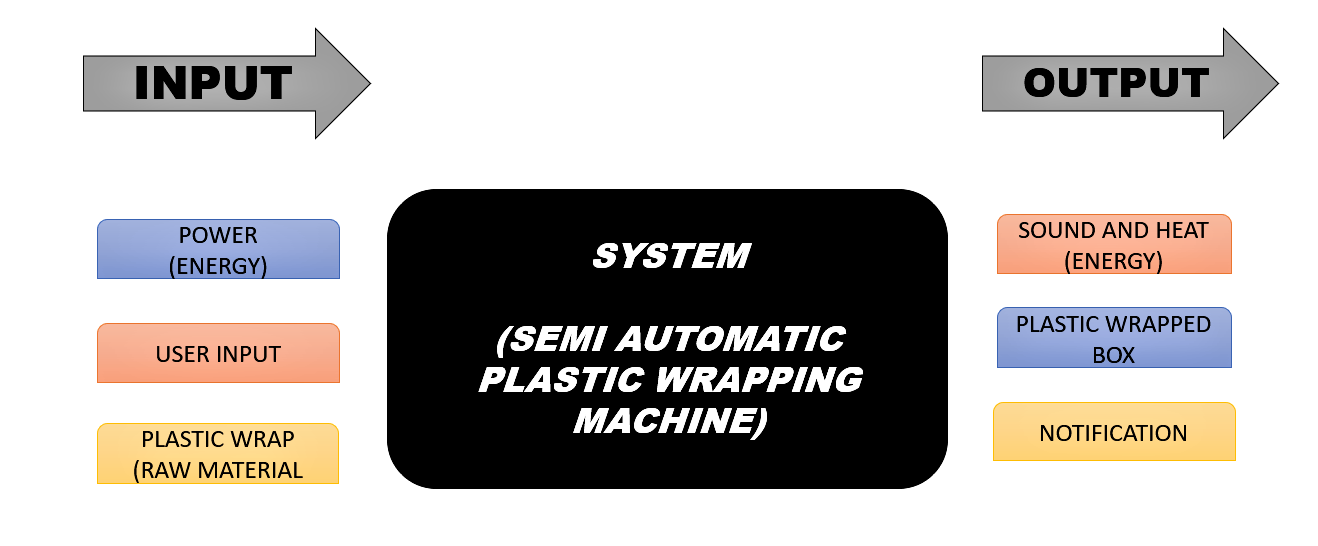 INPUT
OUTPUT
POWER
(ENERGY)
USER INPUT
PLASTIC WRAP
(RAW MATERIAL
SYSTEM
(SEMI AUTOMATIC
PLASTIC WRAPPING
MACHINE)
SOUND AND HEAT
(ENERGY)
PLASTIC WRAPPED
BOX
NOTIFICATION